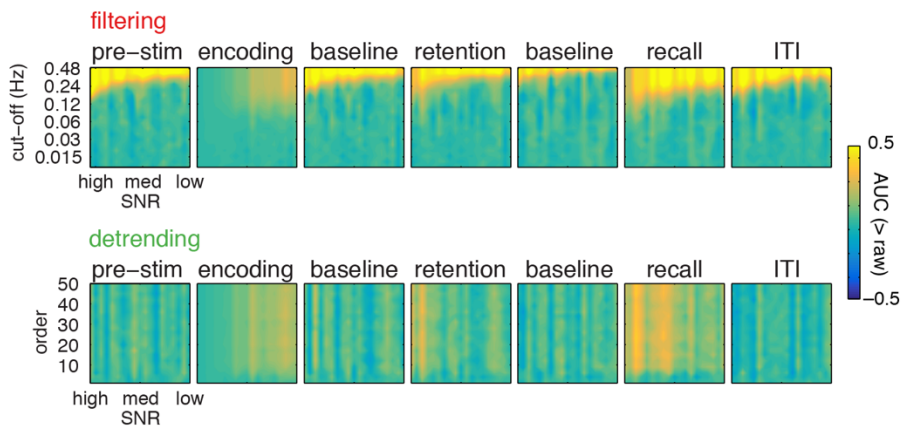 filtering
pre−stim encoding baseline retention baseline recall ITI
cut−off (Hz)
0.48
0.24
0.12
0.06
0.03
0.015
high med low
SNR
0.5
AUC (> raw)
−0.5
detrending
pre−stim encoding baseline retention baseline recall ITI
order
50
40
30
20
10
high med low
SNR